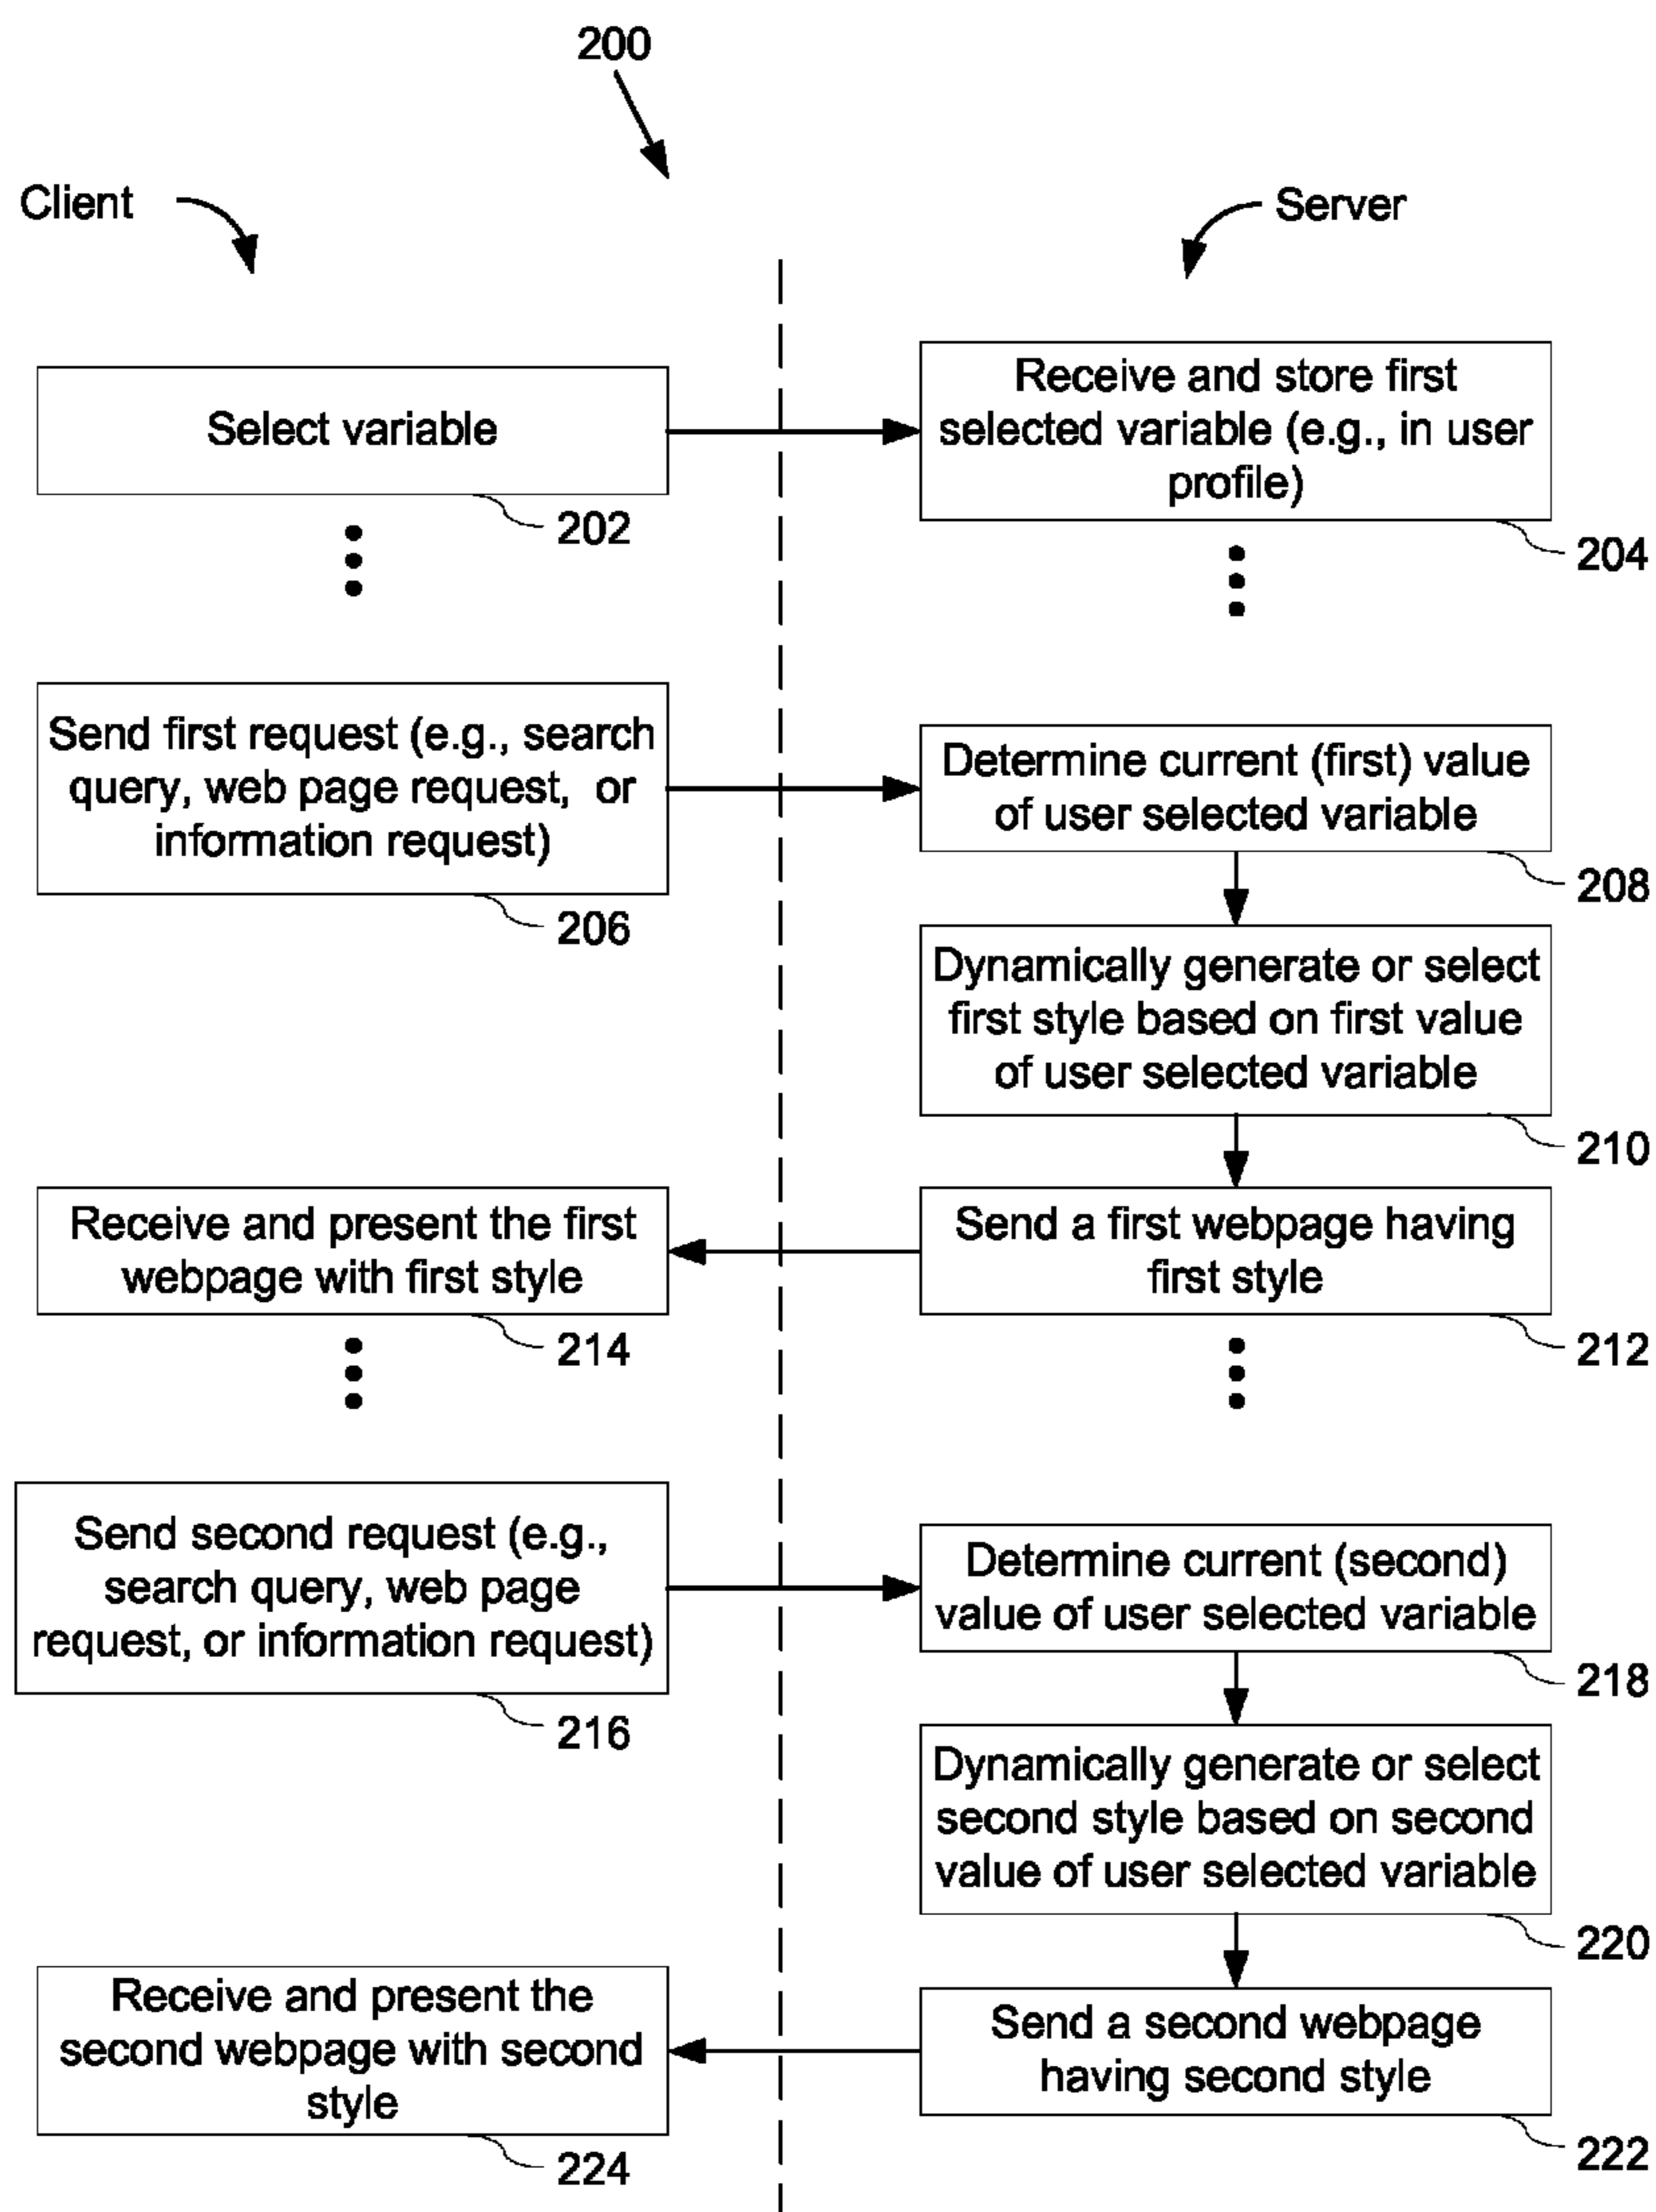 200
Client
Server
Select variable
202
Receive and store first
selected variable (e.g., in user
profile)
204
Send first request (e.g., search
query, web page request, or
information request)
206
Determine current (first) value
of user selected variable
208
Dynamically generate or select
first style based on first value
of user selected variable
210
Send a first webpage having
first style
212
Receive and present the first
webpage with first style
214
Send second request (e.g.,
search query, web page
request, or information request)
216
Determine current (second)
value of user selected variable
218
Dynamically generate or select
second style based on second
value of user selected variable
220
Send a second webpage
having second style
222
Receive and present the
second webpage with second
style
224